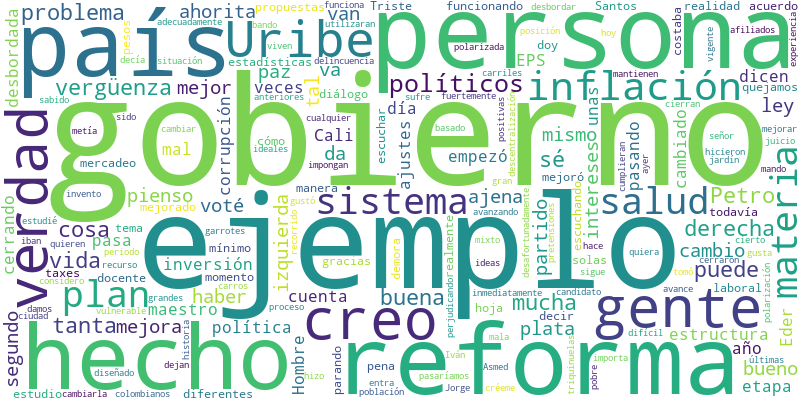 problema
adecuadamente
ahorita
bando
propuestas
utilizaran
van
funciona
Triste
funcionando
desbordar
Santos
realidad
acuerdo
afiliados
hoy
experiencia
país
Uribe
persona
desbordada
pesos
viven
delincuencia
estadísticas
decía
situación
vergüenza
mejor
veces
paz
va
tal
anteriores
diálogo
polarizada
doy
posición
EPS
costaba
vigente
carriles
dicen
quejamos
mantienen
políticos
inflación
unas
ley
sabido
sido
metía
cambiar
cómo
ideales
cualquier
impongan
sufre
fuertemente
escuchar
basado
positivas
descentralización
cierran
señor
hicieron
jardín
mejorar
juicio
ayer
mando
gobierno
verdad
mercadeo
mal
invento
corrupción
Cali
da
día
ajustes
empezó
mismo
sé
intereses
eso
pasando
cambiado
cumplieran
materia
pienso
voté
manera
mejoró
gran
sistema
salud
Petro
todavía
ajena
cerrando
cosa
estudié
mejorado
garrotes
gustó
recorrido
izquierda
avanzando
mixto
pretensiones
desafortunadamente
escuchando
partido
derecha
iban
tema
quieren
pasa
mínimo
ejemplo
hace
quiera
cerraron
cierto
gusta
vida
taxes
periodo
docente
inversión
momento
gracias
demora
realmente
ideas
solas
sigue
cambio
puede
tomó
polarización
considero
recurso
carros
perjudicando
inmediatamente
candidato
avance
laboral
plan
haber
cuenta
buena
mucha
gente
creo
hoja
decir
plata
difícil
estructura
segundo
damos
ciudad
vulnerable
grandes
maestro
proceso
tanta
mejora
política
Hombre
parando
mala
Iván
triquiñuelas
Eder
año
últimas
hecho
historia
reforma
pena
entra
población
Asmed
importa
pobre
bueno
estudio
diseñado
dejan
cambiarla
colombianos
diferentes
hizo
pasaríamos
Jorge
créeme
etapa